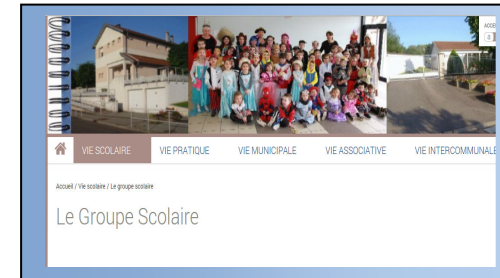 ACCE
a
VIE SCOLAIRE VIE PRATIQUE VIE MUNICIPALE VIE ASSOCIATIVE VIE INTERCOMMUNALE
Accueil / Vie scolaire / Le groupe scolaire
Le Groupe Scolaire